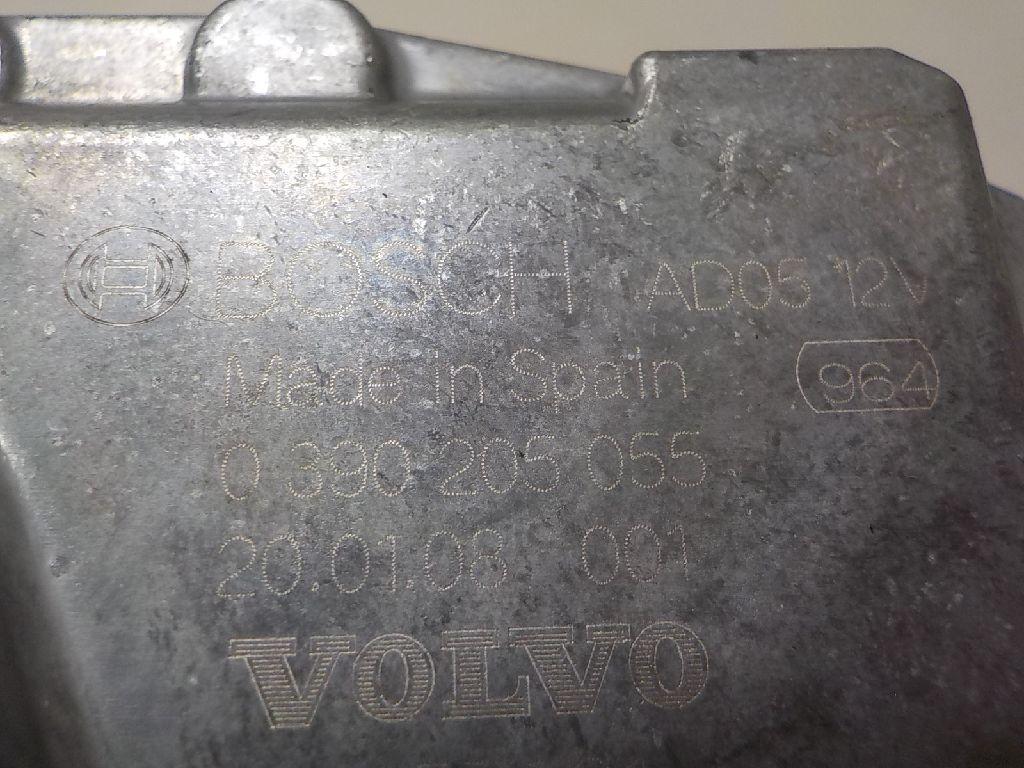 BOSCH AD05 12V
Made in Spain 964
0 390 205 055
20.01.08 001
VOLVO